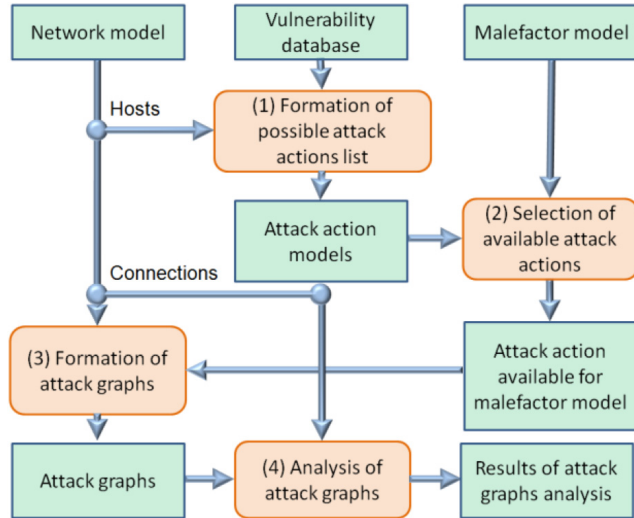 Network model
Vulnerability
database
Malefactor model
Hosts
(1) Formation of
possible attack
actions list
Attack action
models
(2) Selection of
available attack
actions
Connections
(3) Formation of
attack graphs
Attack action
available for
malefactor model
Attack graphs
(4) Analysis of
attack graphs
Results of attack
graphs analysis